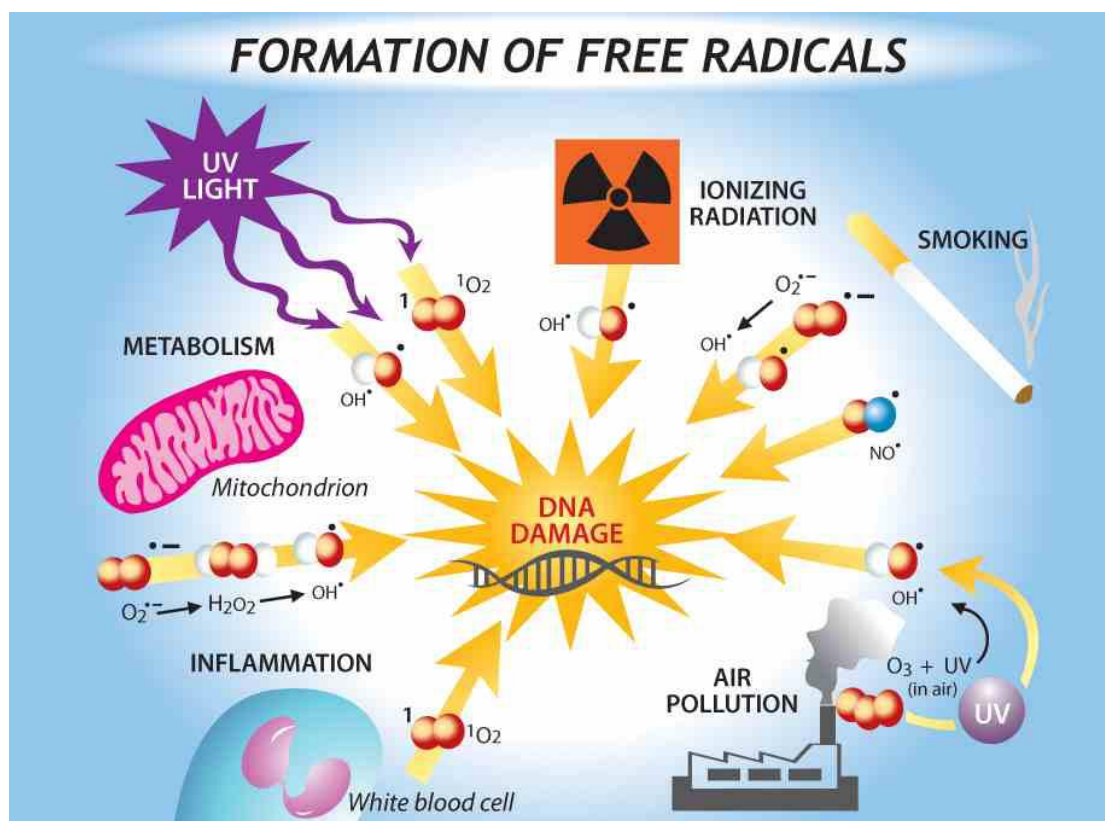 FORMATION OF FREE RADICALS
UV
LIGHT
IONIZING
RADIATION
SMOKING
1
¹O₂
OH•
O₂•−
•−
OH•
METABOLISM
OH•
NO•
Mitochondrion
DNA
DAMAGE
•−
O₂•−
H₂O₂
OH•
OH•
INFLAMMATION
AIR
POLLUTION
O₃ + UV
(in air)
UV
1
¹O₂
White blood cell